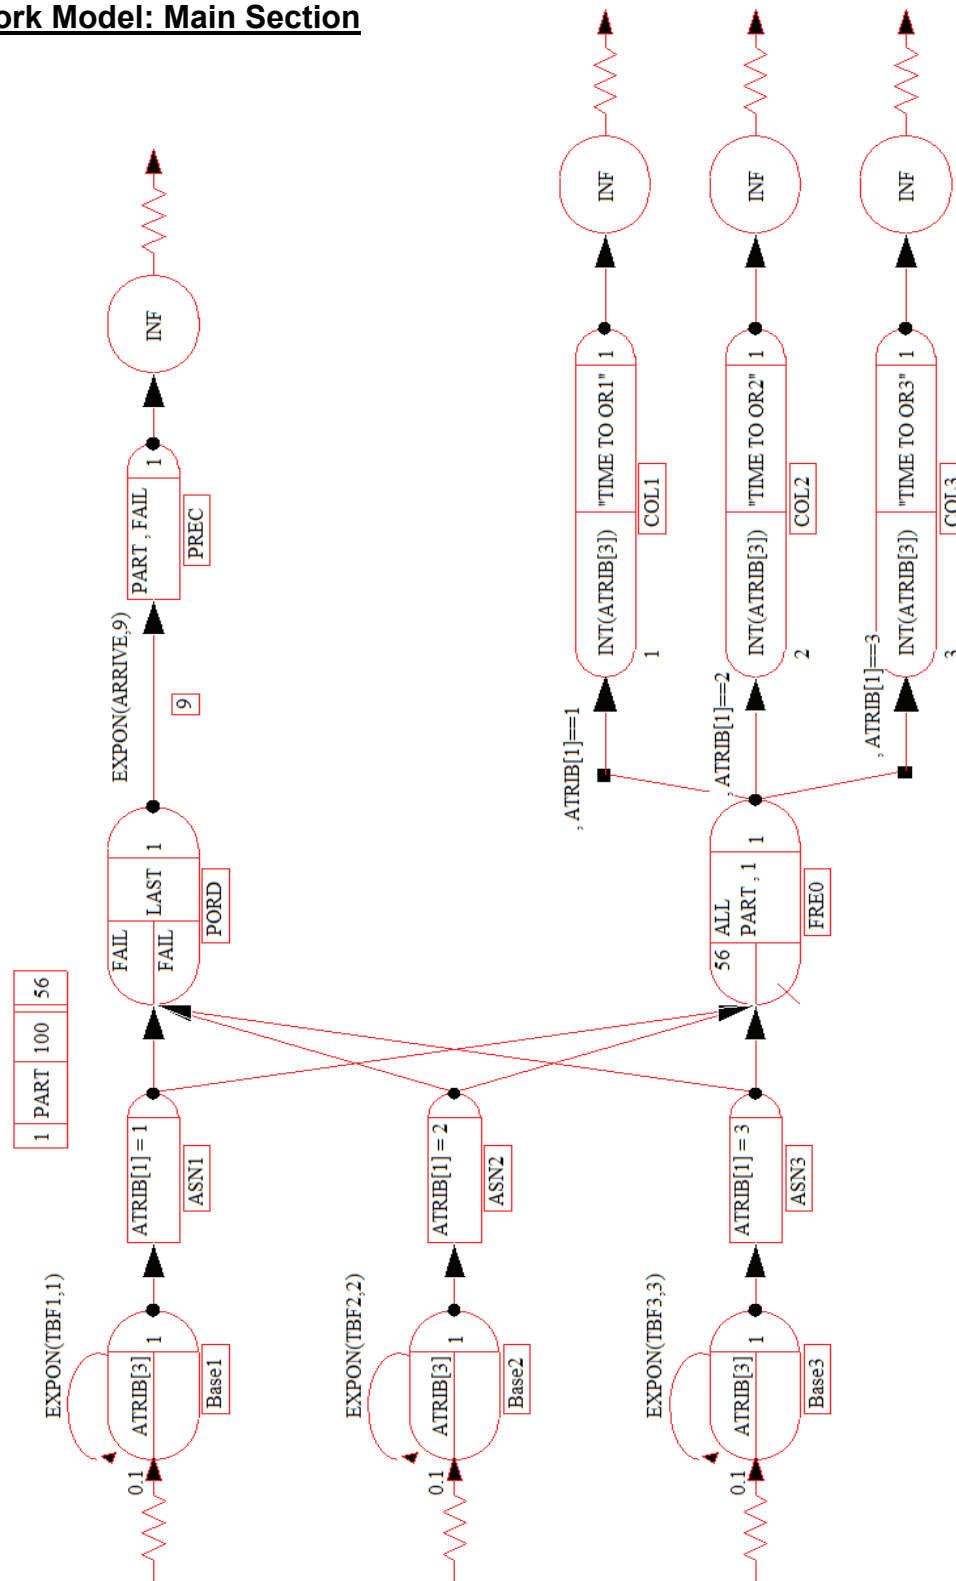 ork Model: Main Section
1 PART 100 56
EXPON(TBF1,1)
0.1
ATRIB[3] 1
Base1
ATRIB[1] = 1
ASN1
FAIL
FAIL
LAST 1
PORD
EXPON(ARRIVE,9)
9
PART , FAIL 1
PREC
INF
EXPON(TBF2,2)
0.1
ATRIB[3] 1
Base2
ATRIB[1] = 2
ASN2
EXPON(TBF3,3)
0.1
ATRIB[3] 1
Base3
ATRIB[1] = 3
ASN3
56 ALL
PART , 1
1
FRE0
, ATRIB[1]==1
INT(ATRIB[3]) "TIME TO OR1" 1
1
COL1
INF
, ATRIB[1]==2
INT(ATRIB[3]) "TIME TO OR2" 1
2
COL2
INF
, ATRIB[1]==3
INT(ATRIB[3]) "TIME TO OR3" 1
3
COL3
INF